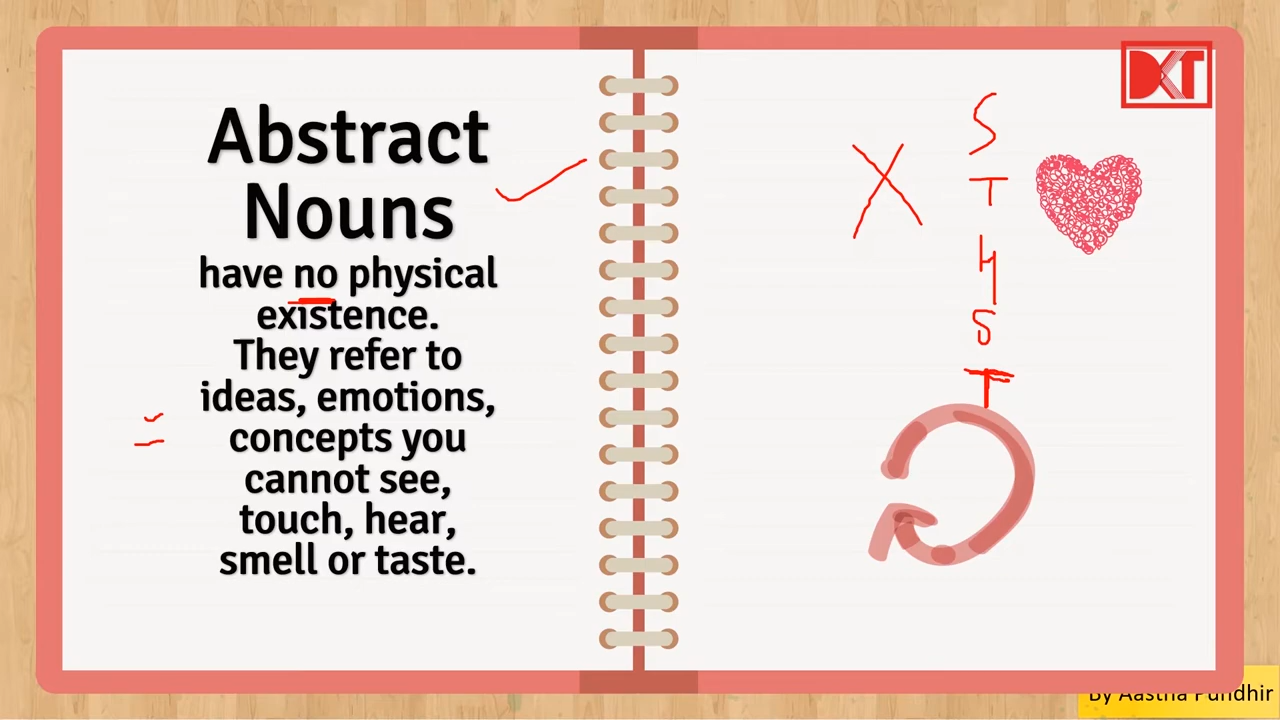 Abstract
Nouns
have no physical
existence.
They refer to
ideas, emotions,
concepts you
cannot see,
touch, hear,
smell or taste.
DKT
S
T
H
S
T
By Aastha Pundhir